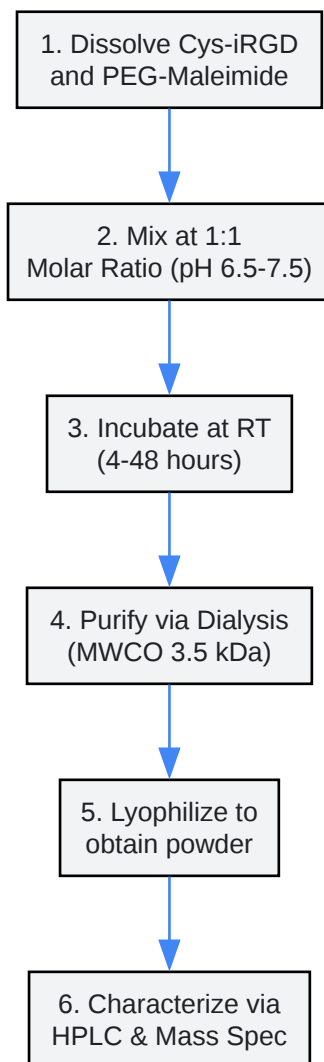 1. Dissolve Cys-iRGD
and PEG-Maleimide
2. Mix at 1:1
Molar Ratio (pH 6.5-7.5)
3. Incubate at RT
(4-48 hours)
4. Purify via Dialysis
(MWCO 3.5 kDa)
5. Lyophilize to
obtain powder
6. Characterize via
HPLC & Mass Spec